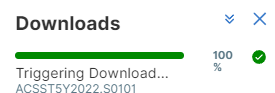 Downloads
100
%
Triggering Download...
ACSST5Y2022.S0101